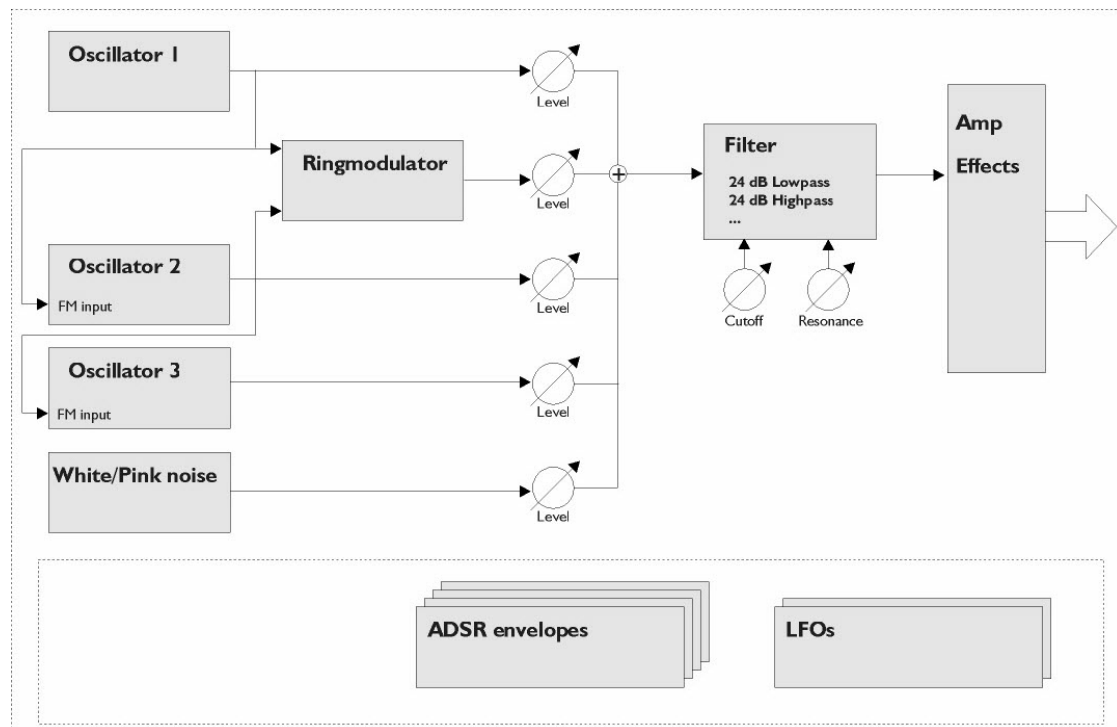 Oscillator 1
Level
Ringmodulator
Level
Filter
24 dB Lowpass
24 dB Highpass
...
Amp
Effects
Oscillator 2
FM input
Level
Cutoff
Resonance
Oscillator 3
FM input
Level
White/Pink noise
Level
ADSR envelopes
LFOs